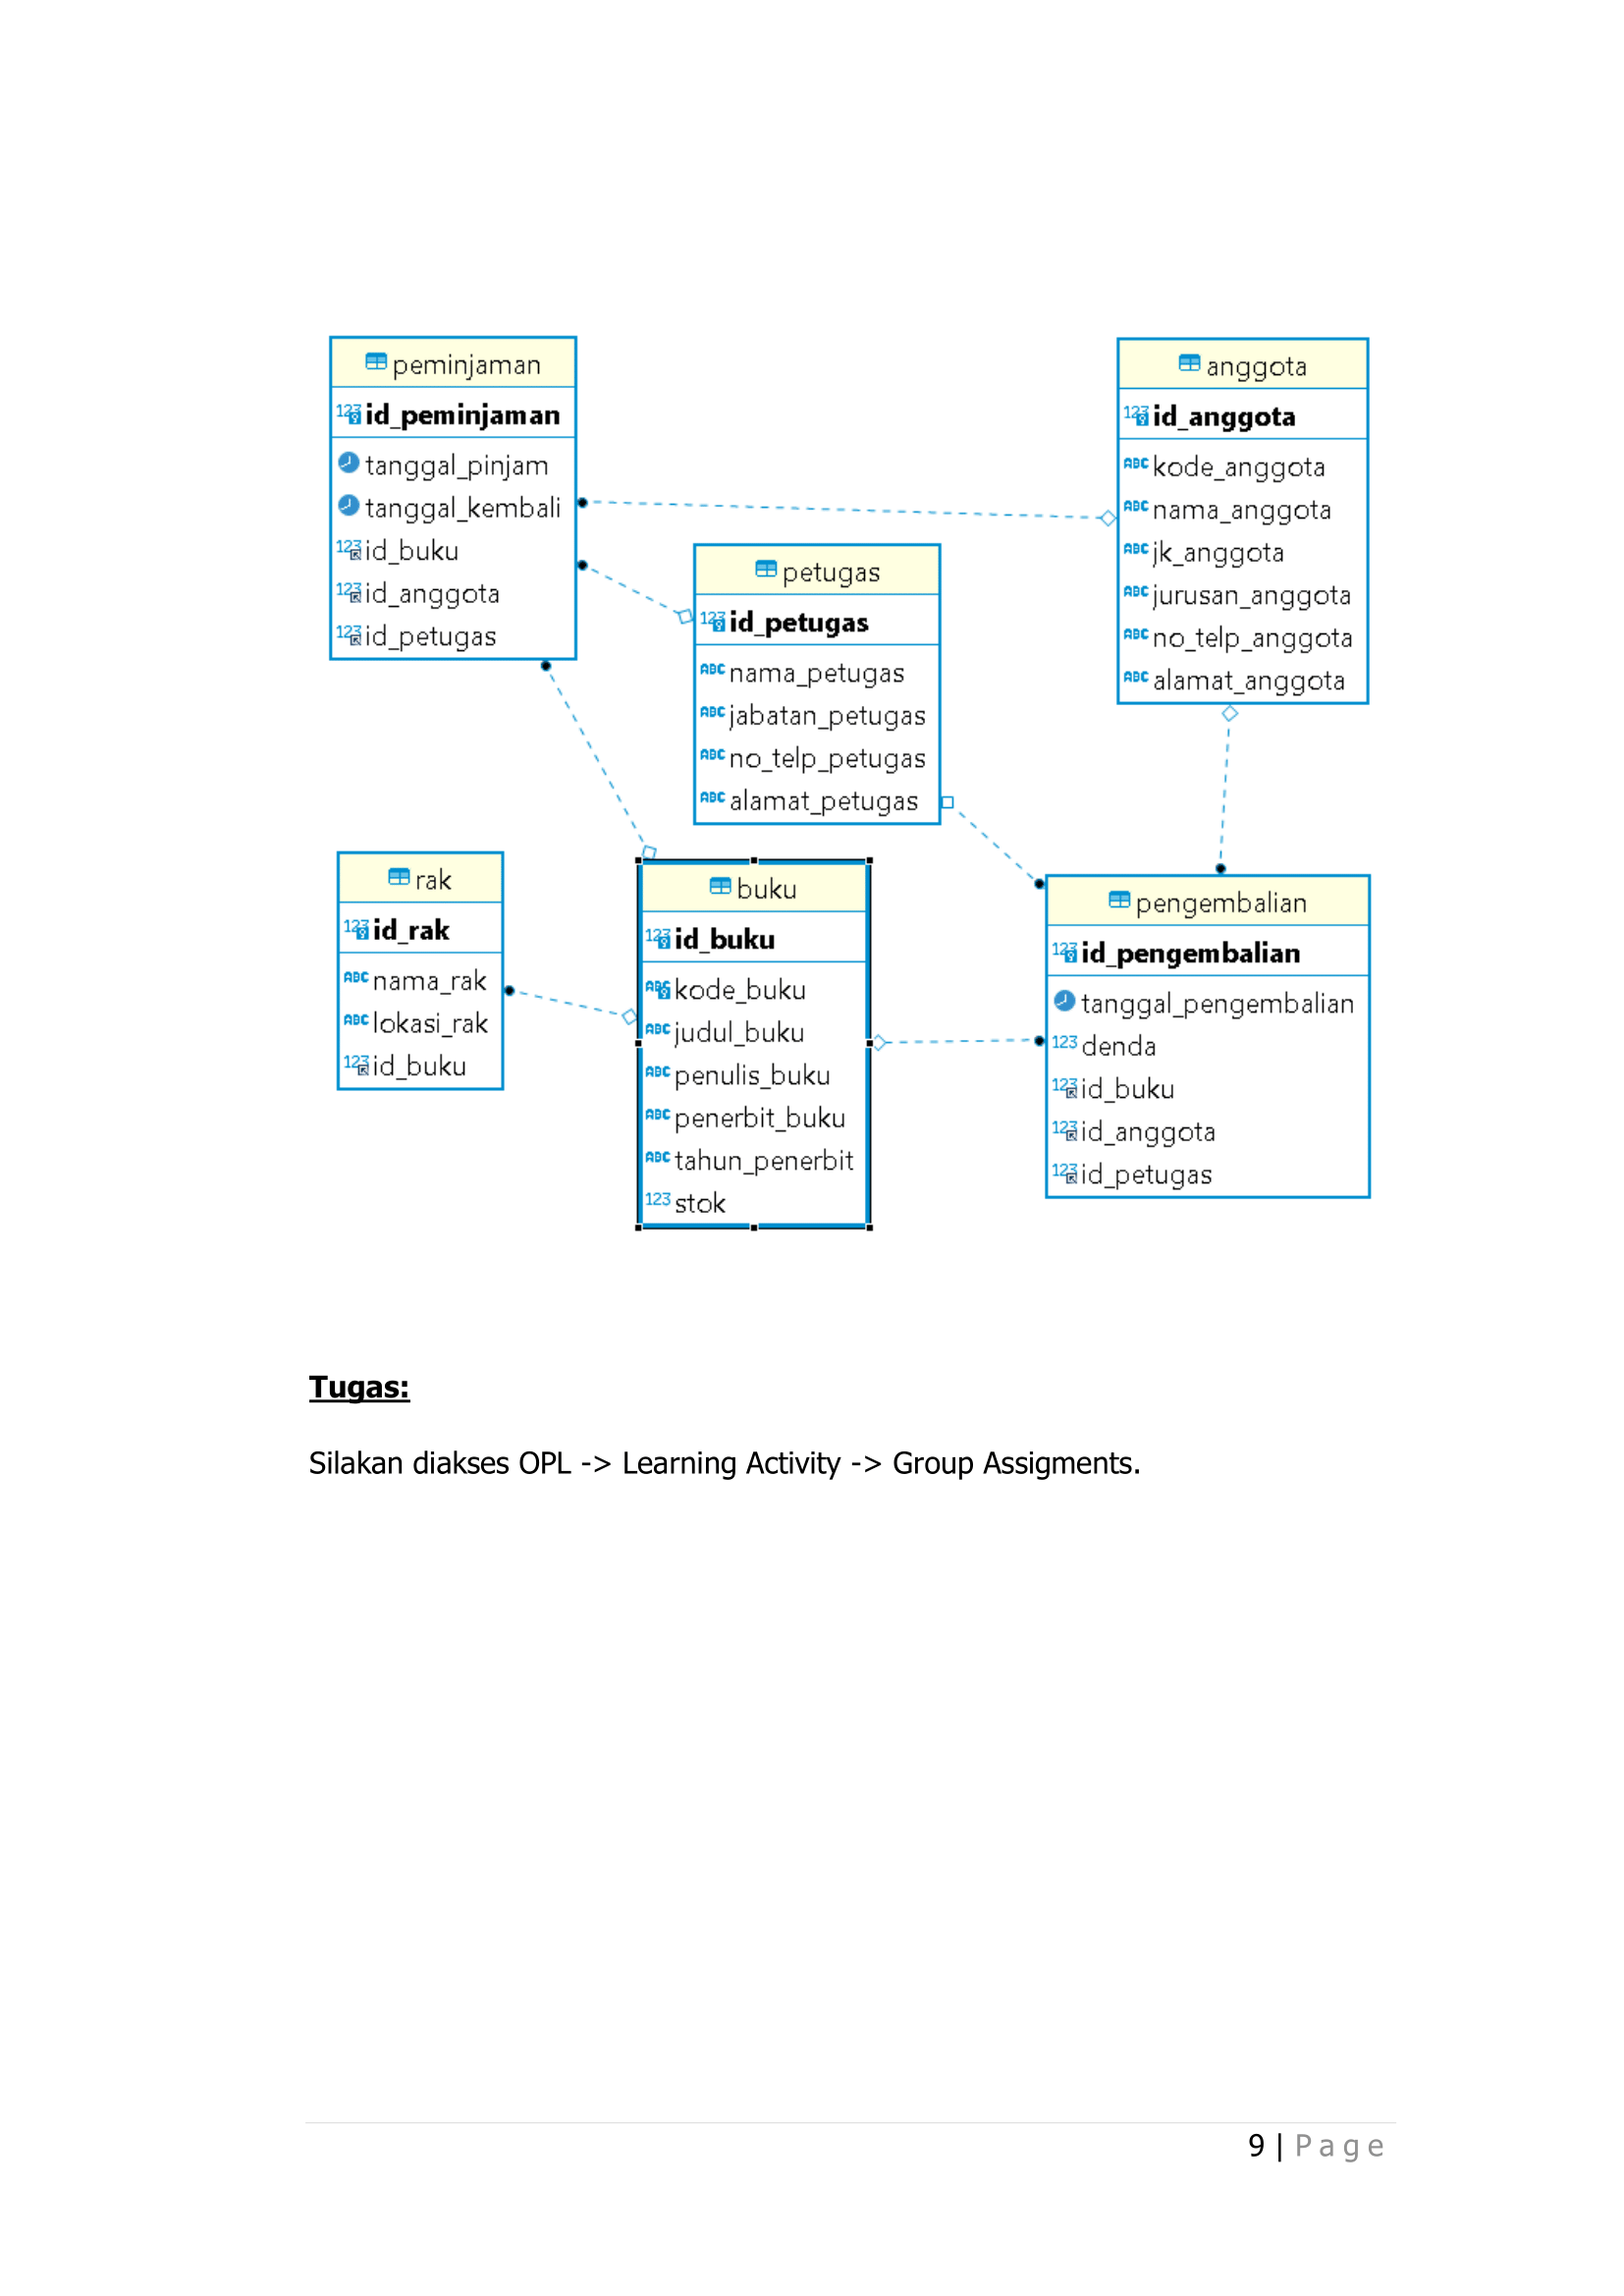 peminjaman
id_peminjaman
tanggal_pinjam
tanggal_kembali
id_buku
id_anggota
id_petugas
anggota
id_anggota
kode_anggota
nama_anggota
jk_anggota
jurusan_anggota
no_telp_anggota
alamat_anggota
petugas
id_petugas
nama_petugas
jabatan_petugas
no_telp_petugas
alamat_petugas
rak
id_rak
nama_rak
lokasi_rak
id_buku
buku
id_buku
kode_buku
judul_buku
penulis_buku
penerbit_buku
tahun_penerbit
stok
pengembalian
id_pengembalian
tanggal_pengembalian
denda
id_buku
id_anggota
id_petugas
Tugas:
Silakan diakses OPL -> Learning Activity -> Group Assigments.
9 | Page